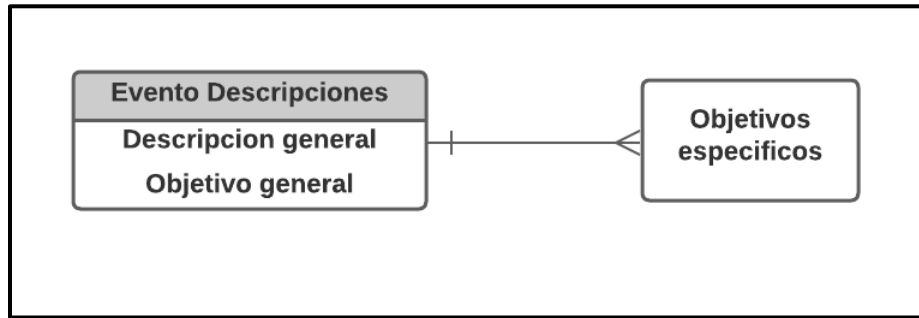 Evento Descripciones
Descripcion general
Objetivo general
Objetivos
especificos